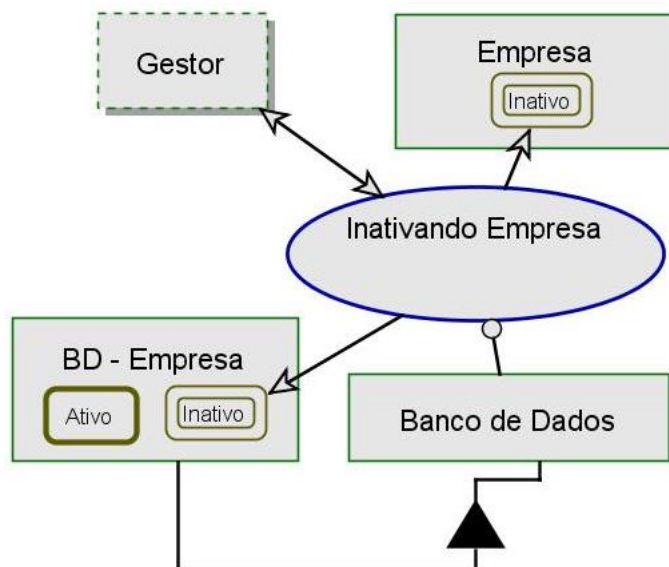 Gestor
Empresa
Inativo
Inativando Empresa
BD - Empresa
Ativo
Inativo
Banco de Dados